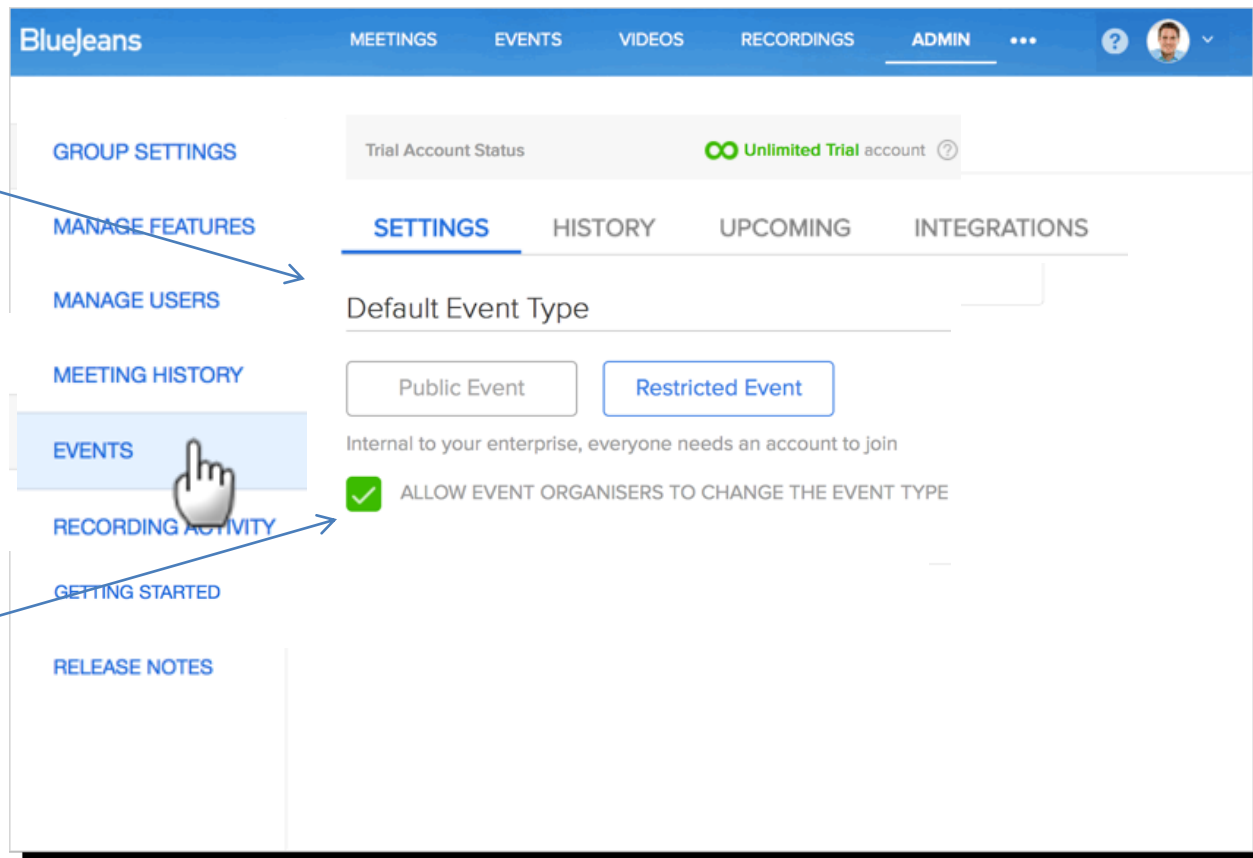 BlueJeans MEETINGS EVENTS VIDEOS RECORDINGS ADMIN ••• ?
GROUP SETTINGS
MANAGE FEATURES
MANAGE USERS
MEETING HISTORY
EVENTS
RECORDING ACTIVITY
GETTING STARTED
RELEASE NOTES
Trial Account Status Unlimited Trial account ?
SETTINGS HISTORY UPCOMING INTEGRATIONS
Default Event Type
Public Event Restricted Event
Internal to your enterprise, everyone needs an account to join
ALLOW EVENT ORGANISERS TO CHANGE THE EVENT TYPE